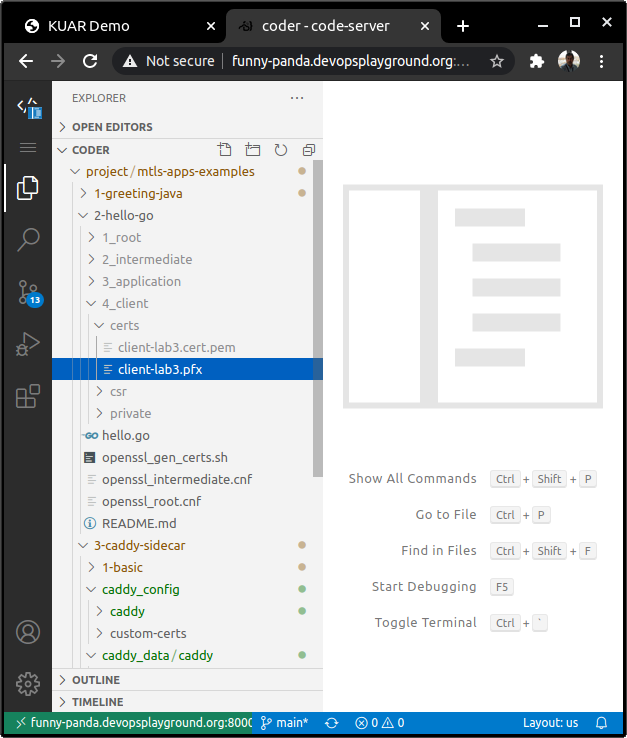 KUAR Demo
coder - code-server
Not secure
funny-panda.devopsplayground.org:...
EXPLORER
OPEN EDITORS
CODER
project / mtls-apps-examples
1-greeting-java
2-hello-go
1_root
2_intermediate
3_application
4_client
certs
client-lab3.cert.pem
client-lab3.pfx
csr
private
hello.go
openssl_gen_certs.sh
openssl_intermediate.cnf
openssl_root.cnf
README.md
3-caddy-sidecar
1-basic
caddy_config
caddy
custom-certs
caddy_data / caddy
OUTLINE
TIMELINE
13
Show All Commands Ctrl + Shift + P
Go to File Ctrl + P
Find in Files Ctrl + Shift + F
Start Debugging F5
Toggle Terminal Ctrl + `
funny-panda.devopsplayground.org:8000
main*
0
0
Layout: us